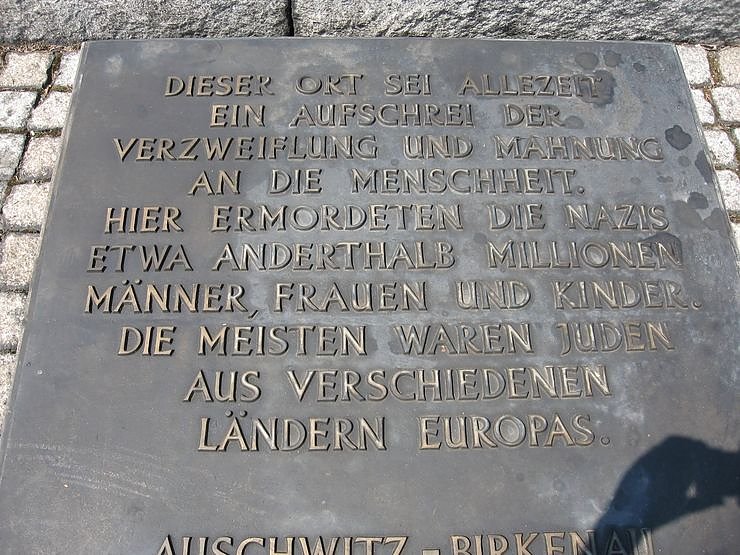 DIESER ORT SEI ALLEZEIT
EIN AUFSCHREI DER
VERZWEIFLUNG UND MAHNUNG
AN DIE MENSCHHEIT.
HIER ERMORDETEN DIE NAZIS
ETWA ANDERTHALB MILLIONEN
MÄNNER, FRAUEN UND KINDER.
DIE MEISTEN WAREN JUDEN
AUS VERSCHIEDENEN
LÄNDERN EUROPAS.
AUSCHWITZ - BIRKENAU